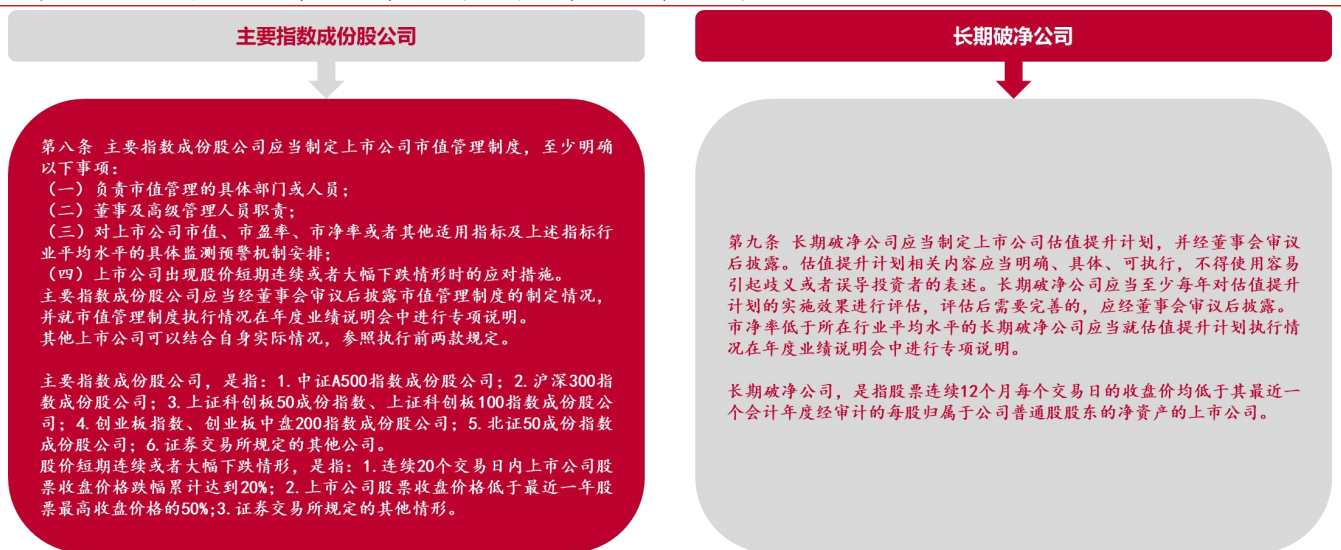 主要指数成份股公司
第八条 主要指数成份股公司应当制定上市公司市值管理制度，至少明确
以下事项：
（一）负责市值管理的具体部门或人员；
（二）董事及高级管理人员职责；
（三）对上市公司市值、市盈率、市净率或者其他适用指标及上述指标行
业平均水平的具体监测预警机制安排；
（四）上市公司出现股价短期连续或者大幅下跌情形时的应对措施。
主要指数成份股公司应当经董事会审议后披露市值管理制度的制定情况，
并就市值管理制度执行情况在年度业绩说明会中进行专项说明。
其他上市公司可以结合自身实际情况，参照执行前两款规定。
主要指数成份股公司，是指：1.中证A500指数成份股公司；2.沪深300指
数成份股公司；3.上证科创板50成份指数、上证科创板100指数成份股公
司；4.创业板指数、创业板中盘200指数成份股公司；5.北证50成份指数
成份股公司；6.证券交易所规定的其他公司。
股价短期连续或者大幅下跌情形，是指：1.连续20个交易日内上市公司股
票收盘价格跌幅累计达到20%；2.上市公司股票收盘价格低于最近一年股
票最高收盘价格的50%;3.证券交易所规定的其他情形。
长期破净公司
第九条 长期破净公司应当制定上市公司估值提升计划，并经董事会审议
后披露。估值提升计划相关内容应当明确、具体、可执行，不得使用容易
引起歧义或者误导投资者的表述。长期破净公司应当至少每年对估值提升
计划的实施效果进行评估，评估后需要完善的，应经董事会审议后披露。
市净率低于所在行业平均水平的长期破净公司应当就估值提升计划执行情
况在年度业绩说明会中进行专项说明。
长期破净公司，是指股票连续12个月每个交易日的收盘价均低于其最近一
个会计年度经审计的每股归属于公司普通股股东的净资产的上市公司。